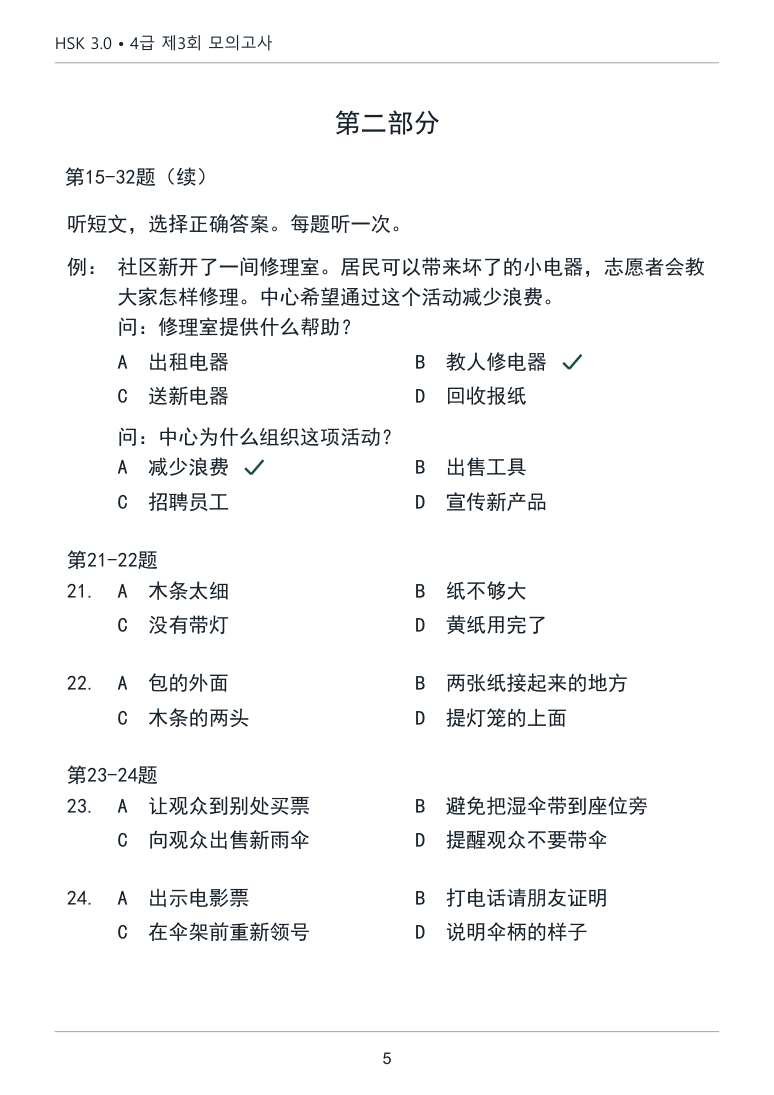 HSK 3.0 • 4급 제3회 모의고사
第二部分
第15-32题（续）
听短文，选择正确答案。每题听一次。
例： 社区新开了一间修理室。居民可以带来坏了的小电器，志愿者会教
大家怎样修理。中心希望通过这个活动减少浪费。
问：修理室提供什么帮助？
A 出租电器 B 教人修电器 ✓
C 送新电器 D 回收报纸
问：中心为什么组织这项活动？
A 减少浪费 ✓ B 出售工具
C 招聘员工 D 宣传新产品
第21-22题
21. A 木条太细 B 纸不够大
C 没有带灯 D 黄纸用完了
22. A 包的外面 B 两张纸接起来的地方
C 木条的两头 D 提灯笼的上面
第23-24题
23. A 让观众到别处买票 B 避免把湿伞带到座位旁
C 向观众出售新雨伞 D 提醒观众不要带伞
24. A 出示电影票 B 打电话请朋友证明
C 在伞架前重新领号 D 说明伞柄的样子
5